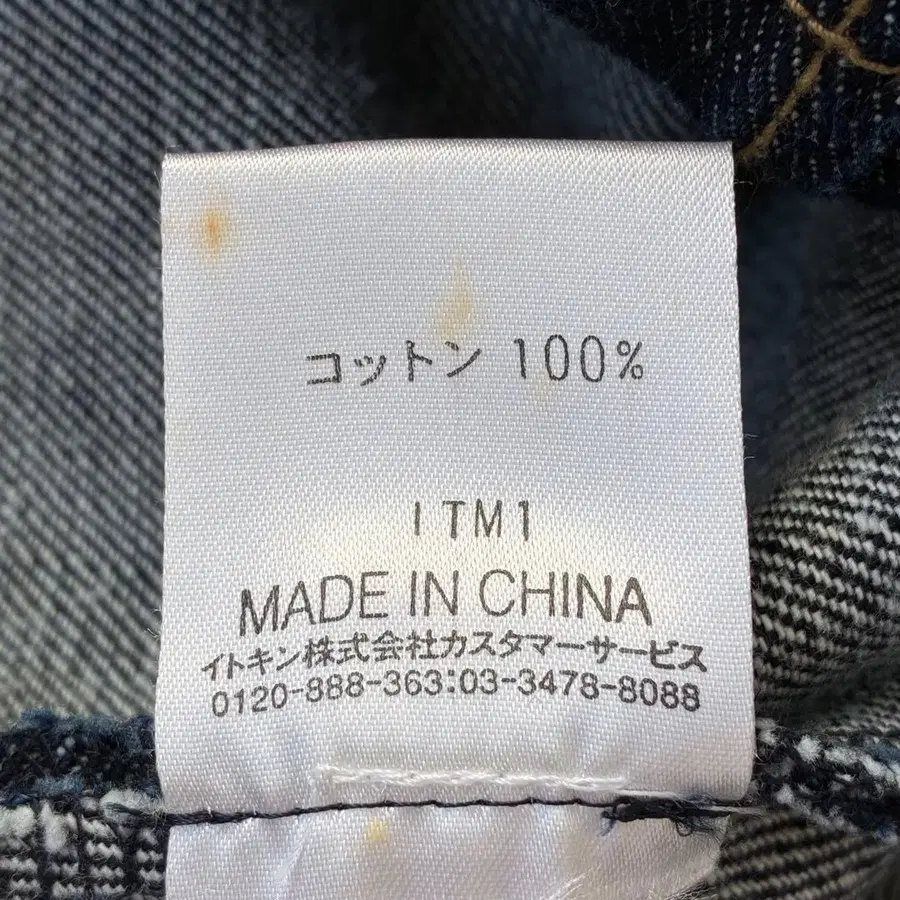 コットン 100%
ITM1
MADE IN CHINA
イトキン株式会社カスタマーサービス
0120-888-363:03-3478-8088